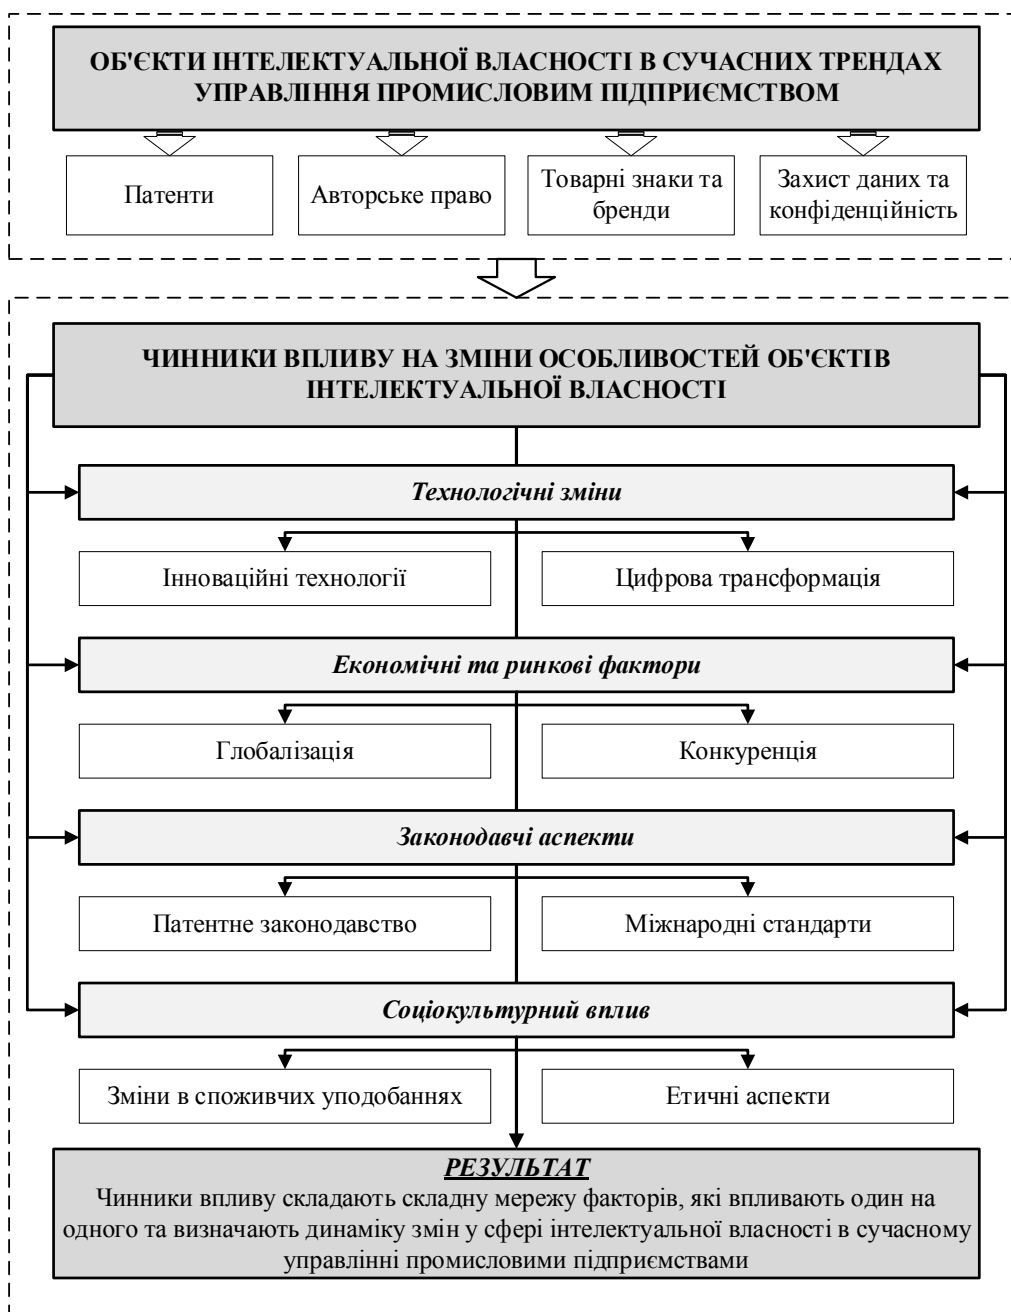 ОБ'ЄКТИ ІНТЕЛЕКТУАЛЬНОЇ ВЛАСНОСТІ В СУЧАСНИХ ТРЕНДАХ
УПРАВЛІННЯ ПРОМИСЛОВИМ ПІДПРИЄМСТВОМ
Патенти
Авторське право
Товарні знаки та
бренди
Захист даних та
конфіденційність
ЧИННИКИ ВПЛИВУ НА ЗМІНИ ОСОБЛИВОСТЕЙ ОБ'ЄКТІВ
ІНТЕЛЕКТУАЛЬНОЇ ВЛАСНОСТІ
Технологічні зміни
Інноваційні технології
Цифрова трансформація
Економічні та ринкові фактори
Глобалізація
Конкуренція
Законодавчі аспекти
Патентне законодавство
Міжнародні стандарти
Соціокультурний вплив
Зміни в споживчих уподобаннях
Етичні аспекти
РЕЗУЛЬТАТ
Чинники впливу складають складну мережу факторів, які впливають один на
одного та визначають динаміку змін у сфері інтелектуальної власності в сучасному
управлінні промисловими підприємствами